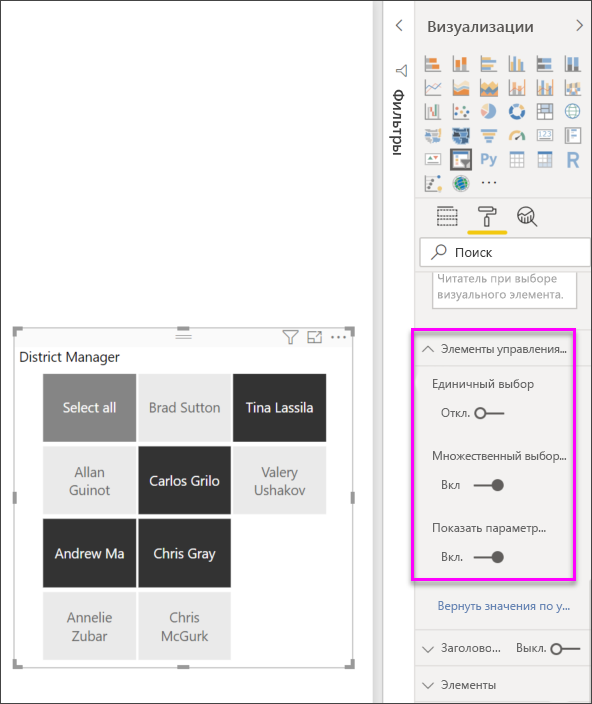 Визуализации
Фильтры
123
Py
R
Поиск
Читатель при выборе
визуального элемента.
District Manager
Select all
Brad Sutton
Tina Lassila
Allan
Guinot
Carlos Grilo
Valery
Ushakov
Andrew Ma
Chris Gray
Annelie
Zubar
Chris
McGurk
Элементы управления...
Единичный выбор
Откл.
Множественный выбор...
Вкл
Показать параметр...
Вкл.
Вернуть значения по у...
Заголово...
Выкл.
Элементы